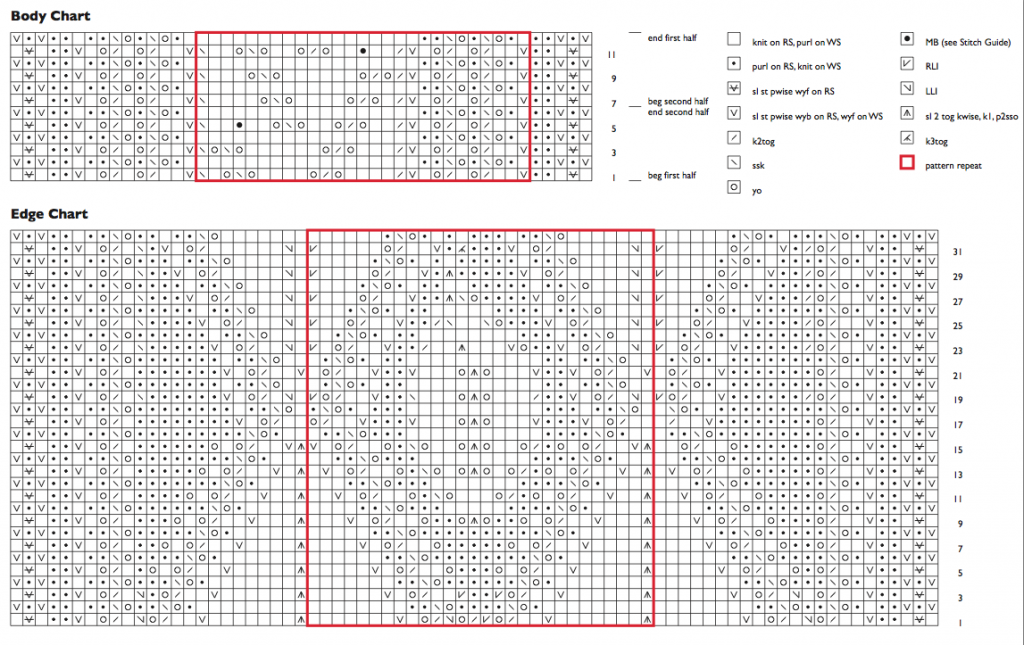 Body Chart
end first half
11
9
7 beg second half
end second half
5
3
1 beg first half
knit on RS, purl on WS
purl on RS, knit on WS
sl st pwise wyf on RS
sl st pwise wyb on RS, wyf on WS
k2tog
ssk
yo
MB (see Stitch Guide)
RLI
LLI
sl 2 tog kwise, k1, p2sso
k3tog
pattern repeat
Edge Chart
31
29
27
25
23
21
19
17
15
13
11
9
7
5
3
1